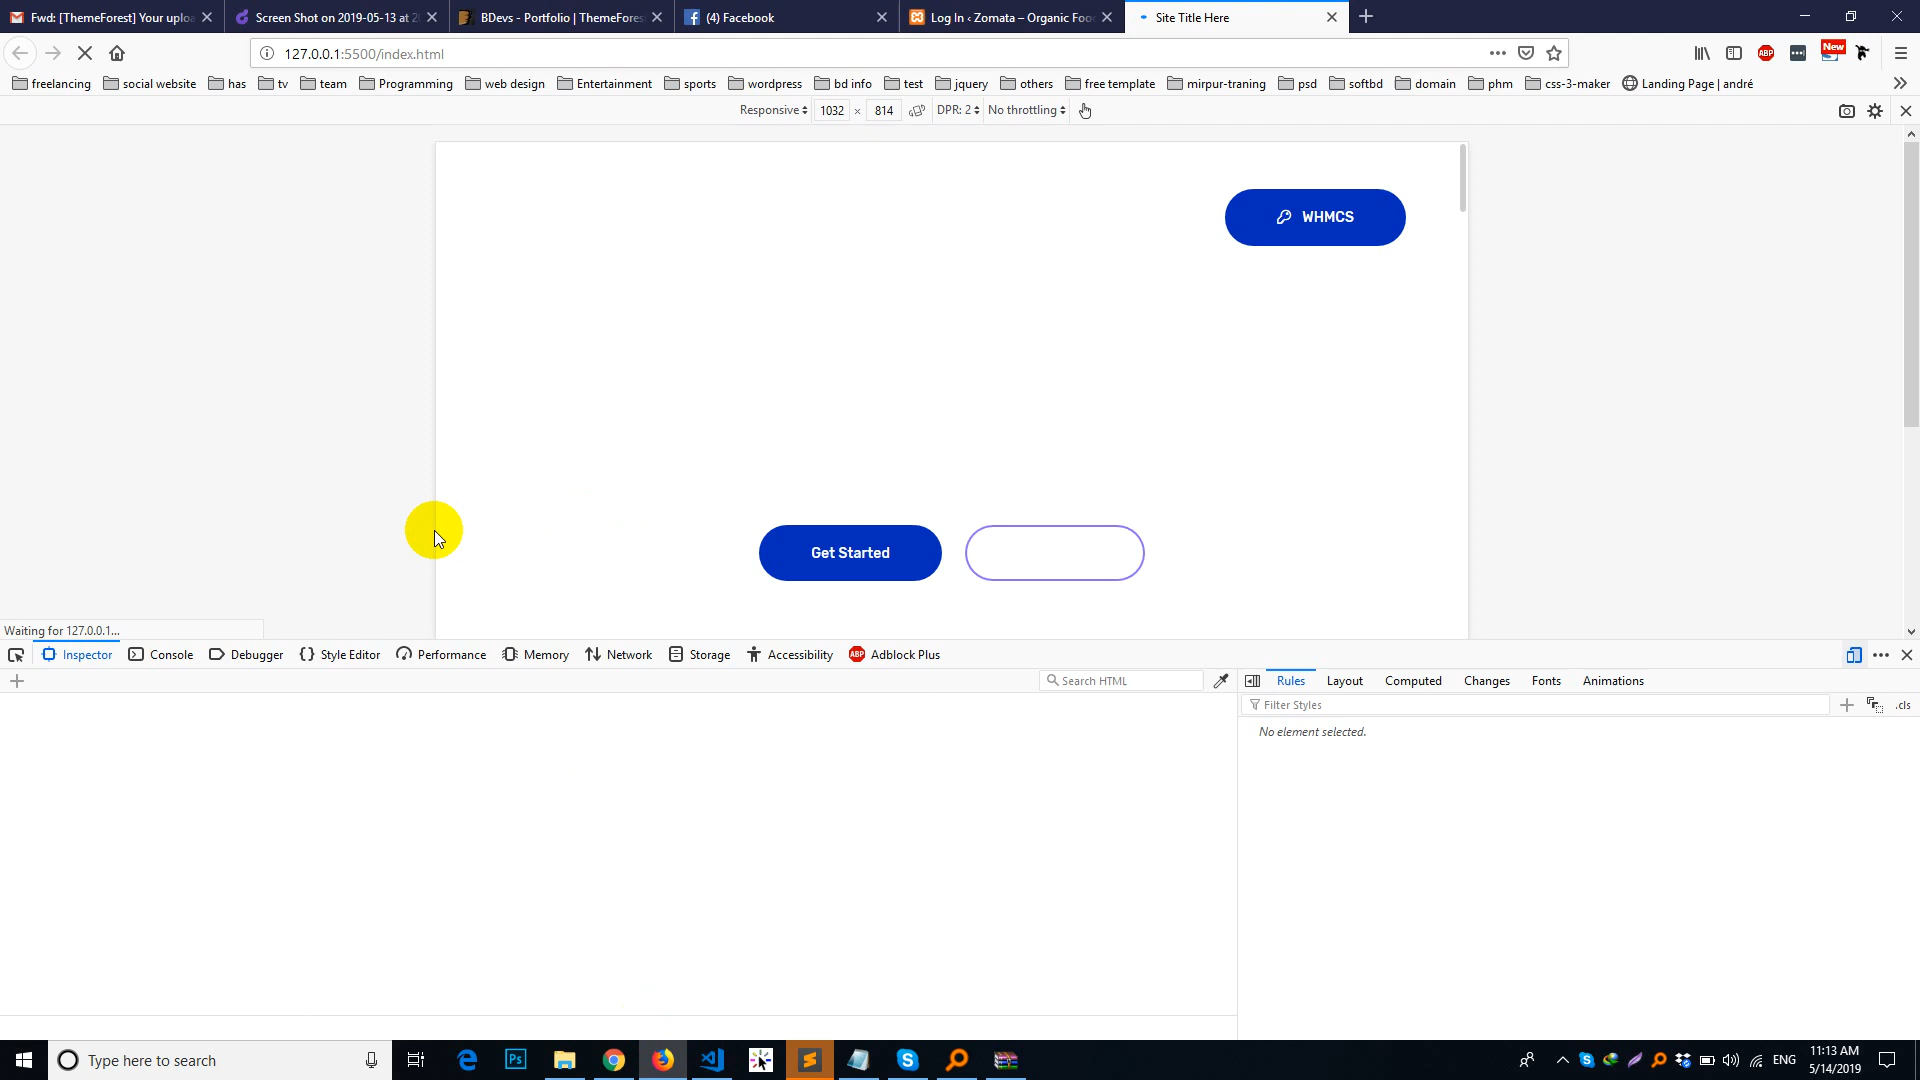 Fwd: [ThemeForest] Your uploa
Screen Shot on 2019-05-13 at 2
BDevs - Portfolio | ThemeFores
(4) Facebook
Log In ‹ Zomata – Organic Foo
Site Title Here
127.0.0.1:5500/index.html
ABP
New
freelancing
social website
has
tv
team
Programming
web design
Entertainment
sports
wordpress
bd info
test
jquery
others
free template
mirpur-traning
psd
softbd
domain
phm
css-3-maker
Landing Page | andré
Responsive
1032
×
814
DPR: 2
No throttling
WHMCS
Get Started
Waiting for 127.0.0.1...
Inspector
Console
Debugger
Style Editor
Performance
Memory
Network
Storage
Accessibility
ABP
Adblock Plus
Search HTML
Rules
Layout
Computed
Changes
Fonts
Animations
Filter Styles
.cls
No element selected.
Type here to search
Ps
ENG
11:13 AM
5/14/2019